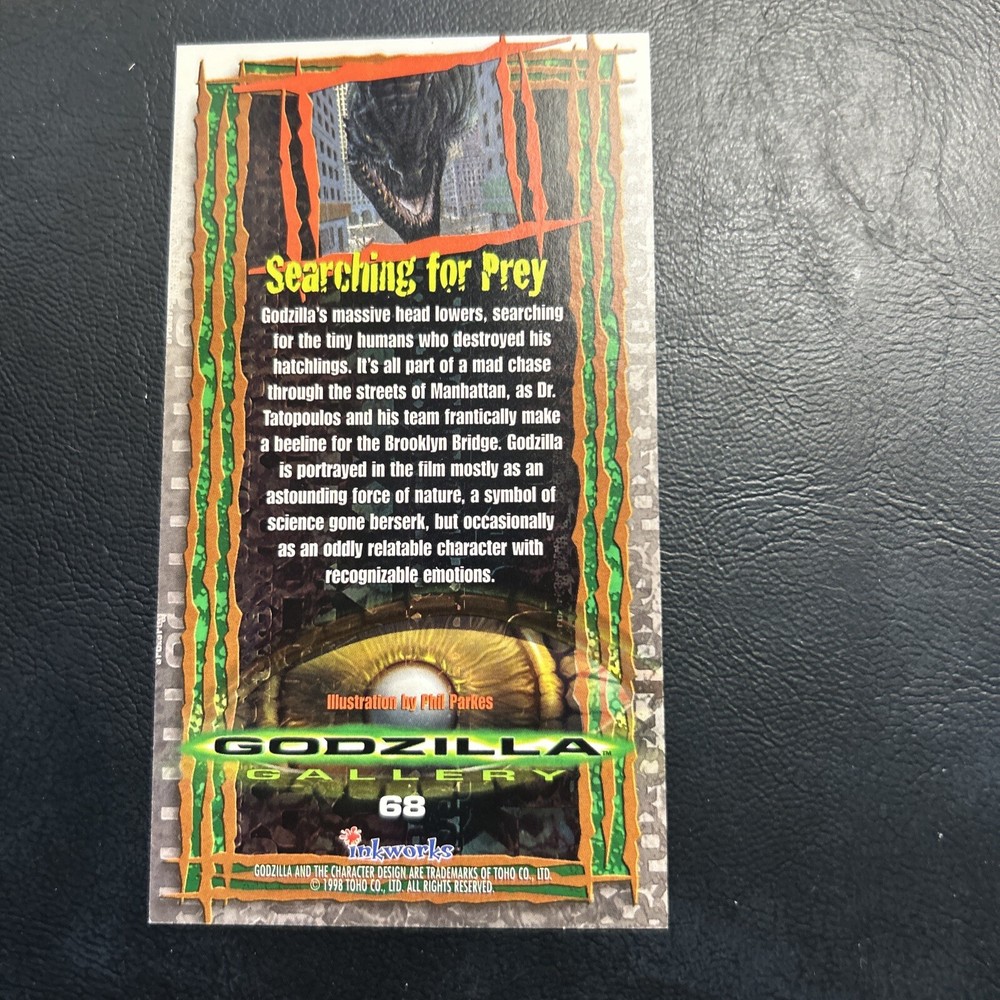 Searching for Prey
Godzilla's massive head lowers, searching
for the tiny humans who destroyed his
hatchlings. It's all part of a mad chase
through the streets of Manhattan, as Dr.
Tatopoulos and his team frantically make
a beeline for the Brooklyn Bridge. Godzilla
is portrayed in the film mostly as an
astounding force of nature, a symbol of
science gone berserk, but occasionally
as an oddly relatable character with
recognizable emotions.
Illustration by Phil Parkes
GODZILLA™
GALLERY
68
inkworks
GODZILLA AND THE CHARACTER DESIGN ARE TRADEMARKS OF TOHO CO., LTD.
© 1998 TOHO CO., LTD. ALL RIGHTS RESERVED.